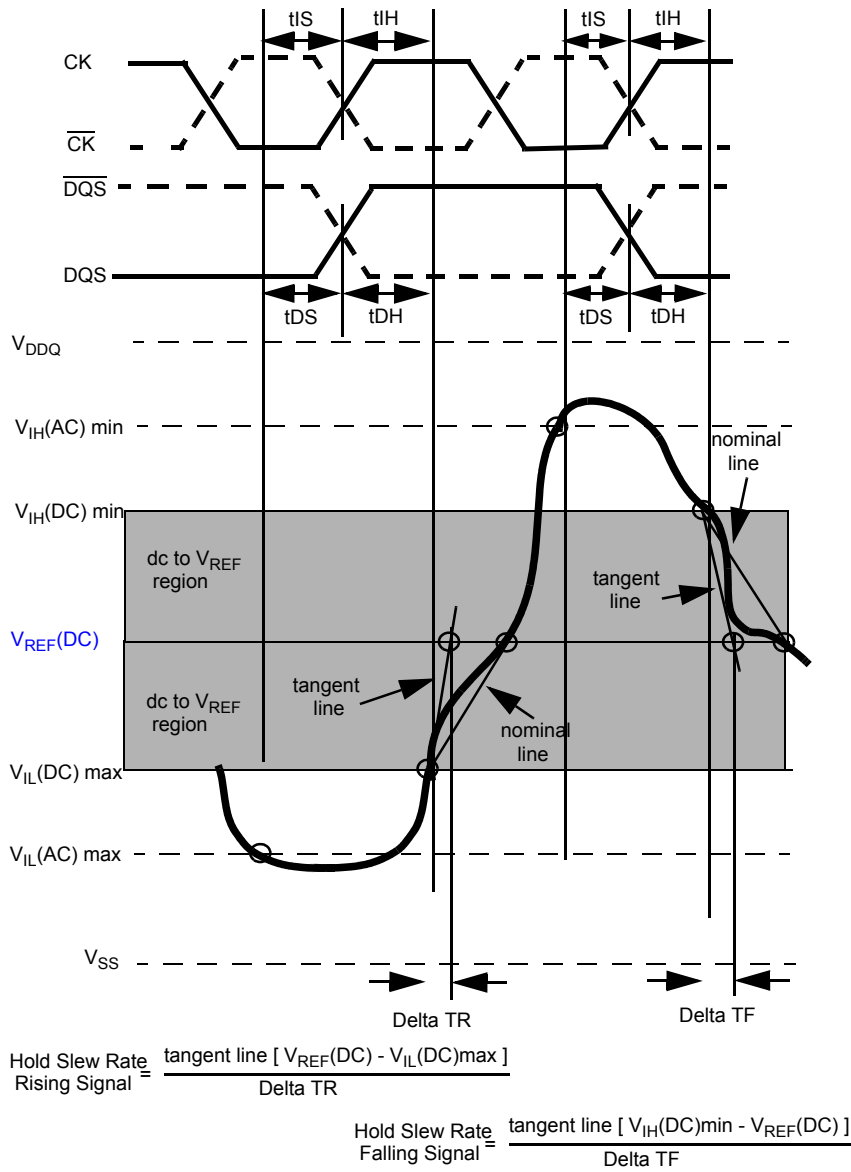 tIS tIH tIS tIH
CK
C̅K̅
D̅Q̅S̅
DQS
tDS tDH tDS tDH
VDDQ
VIH(AC) min
nominal
line
VIH(DC) min
dc to VREF
region
tangent
line
VREF(DC)
tangent
line
dc to VREF
region
nominal
line
VIL(DC) max
VIL(AC) max
VSS
Delta TR Delta TF
Hold Slew Rate
Rising Signal = tangent line [ VREF(DC) - VIL(DC)max ]
Delta TR
Hold Slew Rate
Falling Signal = tangent line [ VIH(DC)min - VREF(DC) ]
Delta TF